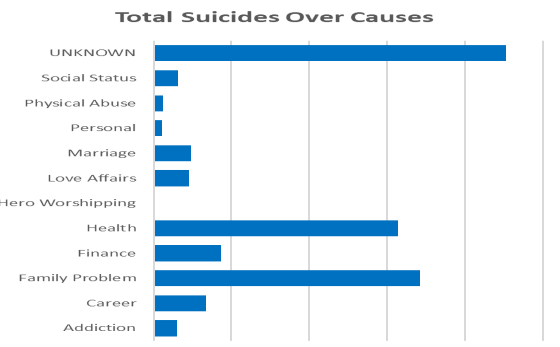 Total Suicides Over Causes
UNKNOWN
Social Status
Physical Abuse
Personal
Marriage
Love Affairs
Hero Worshipping
Health
Finance
Family Problem
Career
Addiction